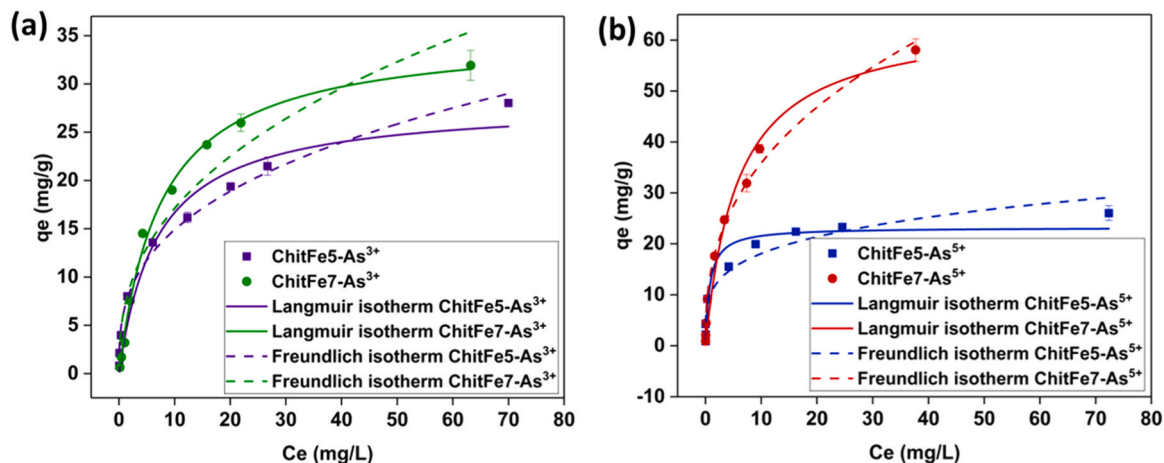 (a)
qe (mg/g)
35
30
25
20
15
10
5
0
ChitFe5-As³⁺
ChitFe7-As³⁺
Langmuir isotherm ChitFe5-As³⁺
Langmuir isotherm ChitFe7-As³⁺
Freundlich isotherm ChitFe5-As³⁺
Freundlich isotherm ChitFe7-As³⁺
0 10 20 30 40 50 60 70 80
Ce (mg/L)
(b)
qe (mg/g)
60
50
40
30
20
10
0
-10
ChitFe5-As⁵⁺
ChitFe7-As⁵⁺
Langmuir isotherm ChitFe5-As⁵⁺
Langmuir isotherm ChitFe7-As⁵⁺
Freundlich isotherm ChitFe5-As⁵⁺
Freundlich isotherm ChitFe7-As⁵⁺
0 10 20 30 40 50 60 70 80
Ce (mg/L)